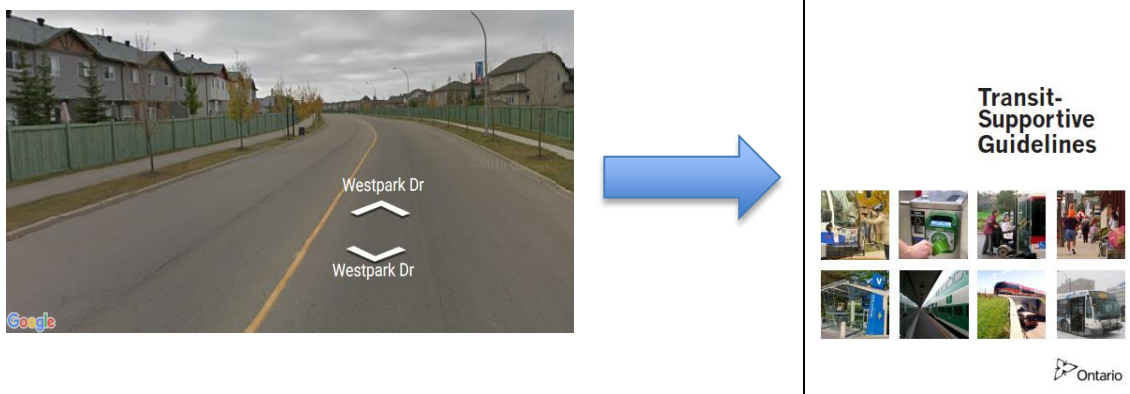 Westpark Dr
Westpark Dr
Google
Transit-
Supportive
Guidelines
V
Ontario